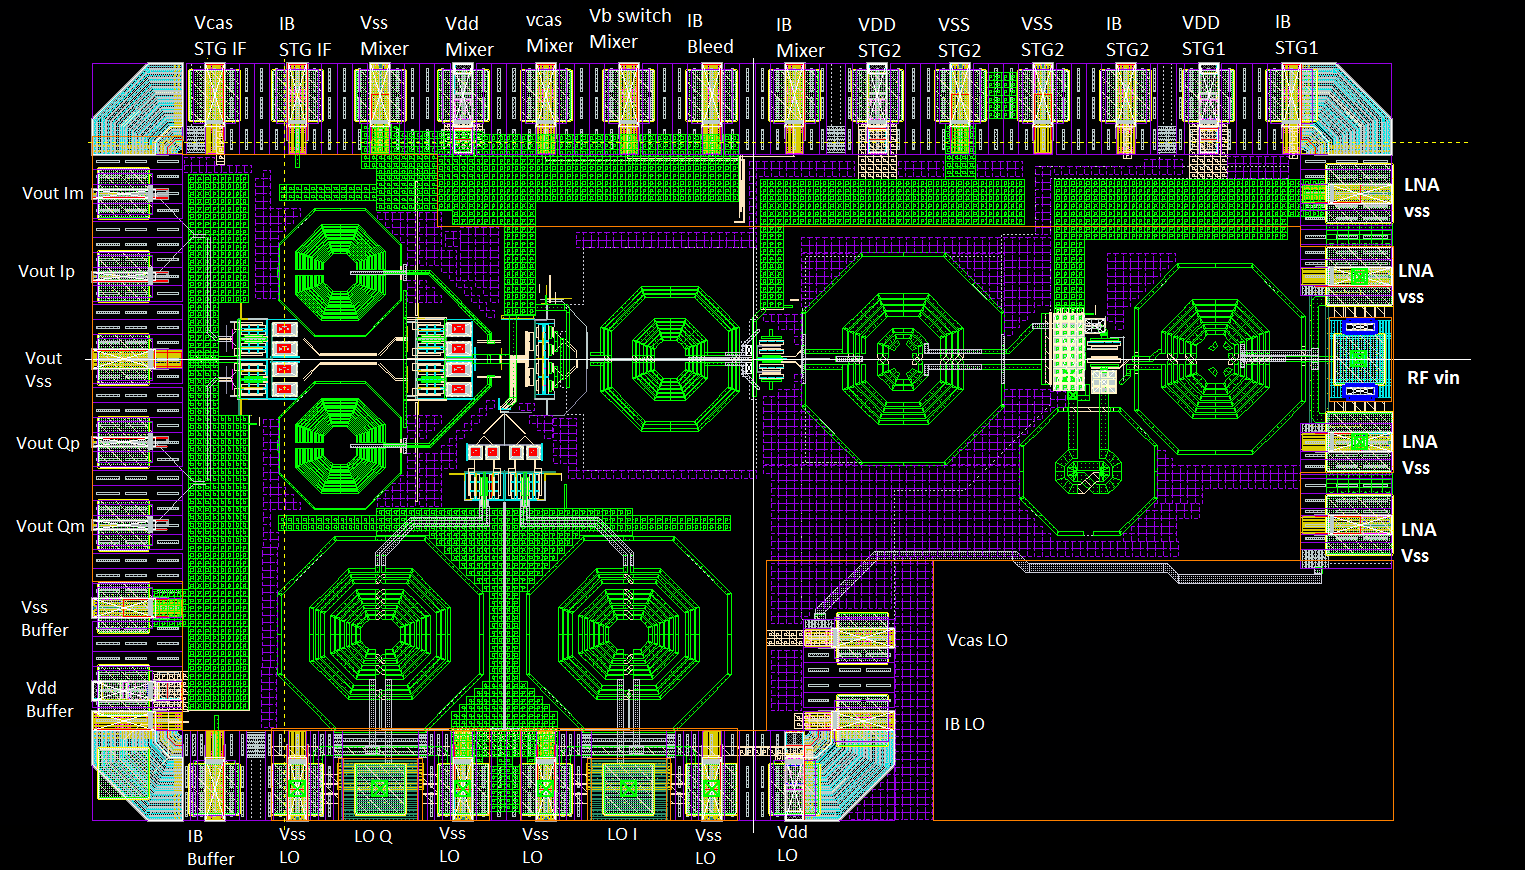 Vcas
STG IF
IB
STG IF
Vss
Mixer
Vdd
Mixer
vcas
Mixer
Vb switch
Mixer
IB
Bleed
IB
Mixer
VDD
STG2
VSS
STG2
VSS
STG2
IB
STG2
VDD
STG1
IB
STG1
Vout Im
Vout Ip
Vout
Vss
Vout Qp
Vout Qm
Vss
Buffer
Vdd
Buffer
LNA
vss
LNA
vss
RF vin
LNA
Vss
LNA
Vss
Vcas LO
IB LO
IB
Buffer
Vss
LO
LO Q
Vss
LO
Vss
LO
LO I
Vss
LO
Vdd
LO